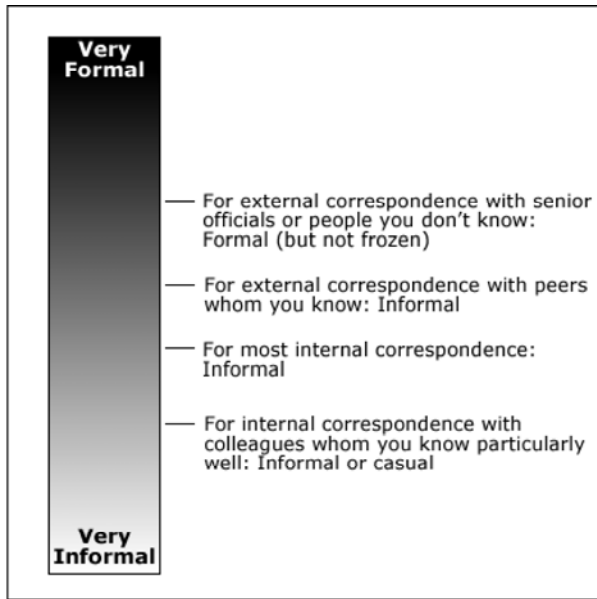 Very
Formal
For external correspondence with senior
officials or people you don't know:
Formal (but not frozen)
For external correspondence with peers
whom you know: Informal
For most internal correspondence:
Informal
For internal correspondence with
colleagues whom you know particularly
well: Informal or casual
Very
Informal